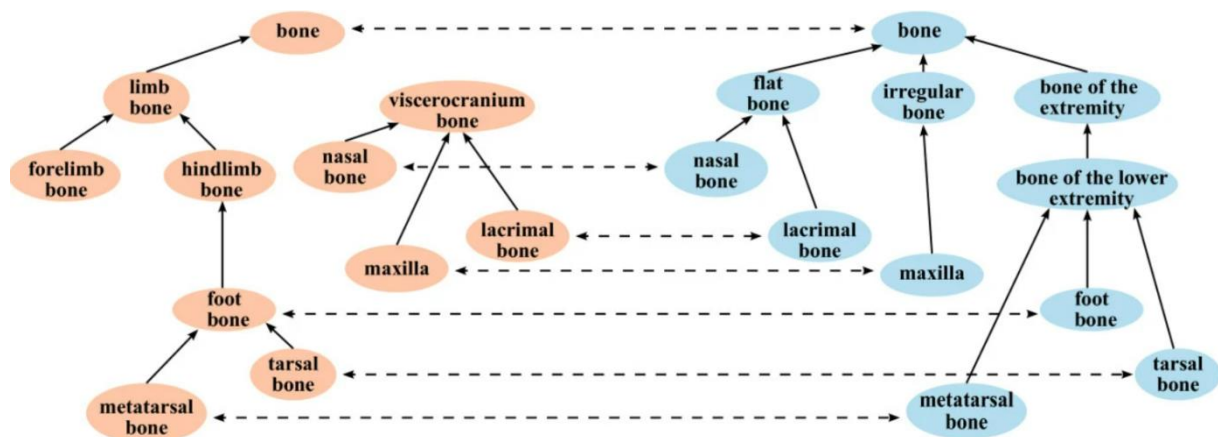 bone
bone
limb
bone
viscerocranium
bone
flat
bone
irregular
bone
bone of the
extremity
forelimb
bone
hindlimb
bone
nasal
bone
nasal
bone
bone of the lower
extremity
lacrimal
bone
lacrimal
bone
maxilla
maxilla
foot
bone
foot
bone
tarsal
bone
tarsal
bone
metatarsal
bone
metatarsal
bone